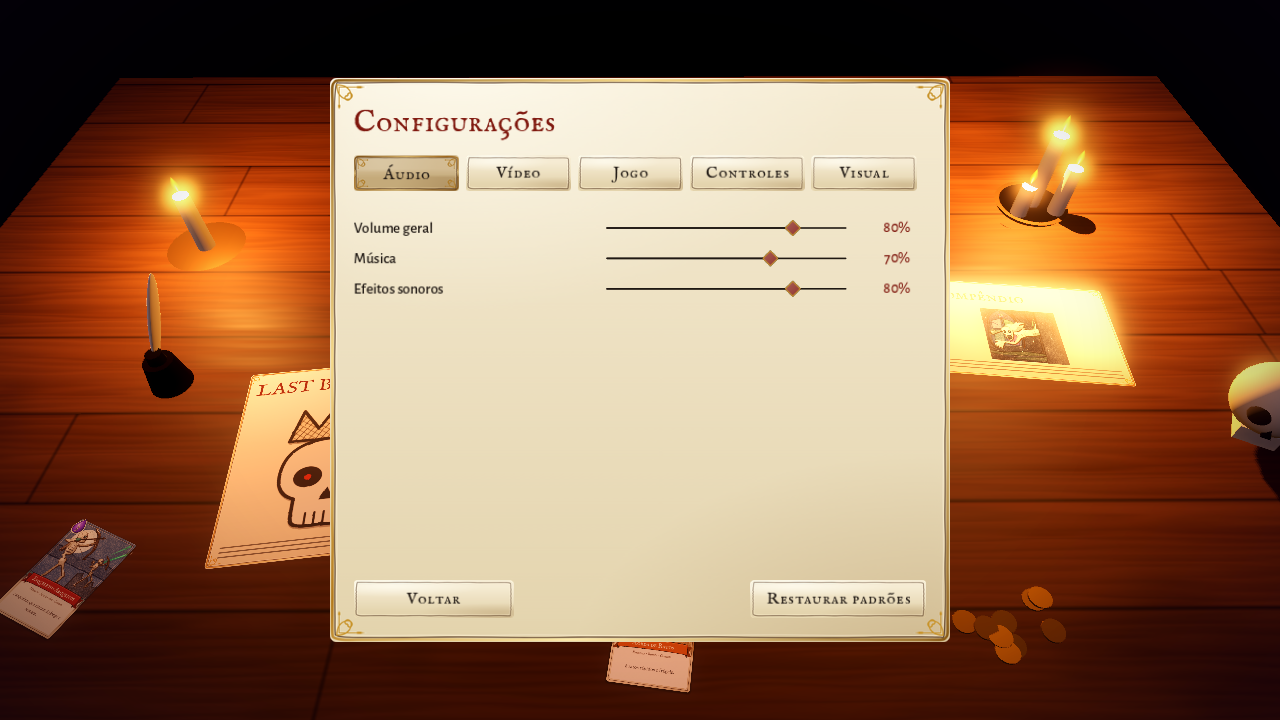 Configurações
Áudio Vídeo Jogo Controles Visual
Volume geral 80%
Música 70%
Efeitos sonoros 80%
LAST B
Voltar Restaurar padrões